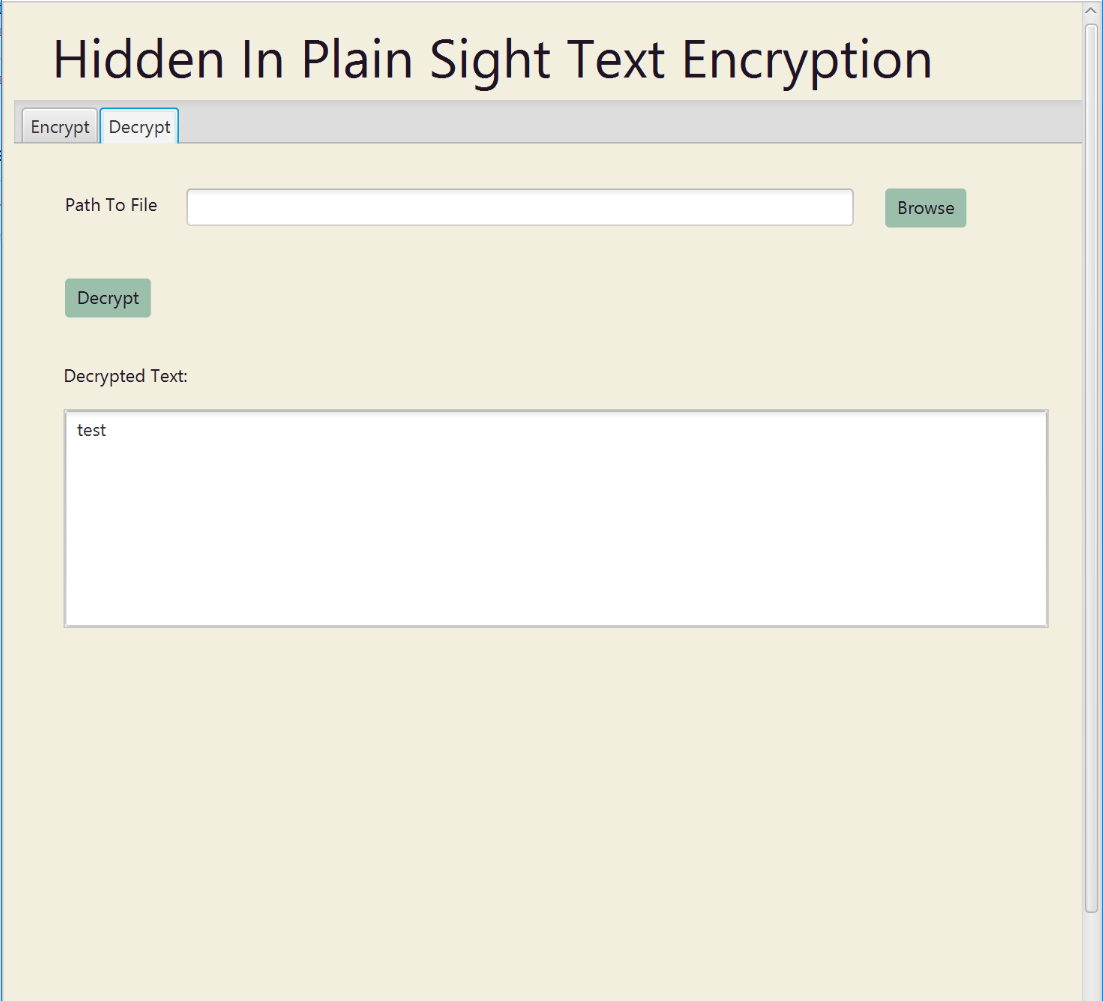 Hidden In Plain Sight Text Encryption
Encrypt Decrypt
Path To File Browse
Decrypt
Decrypted Text:
test